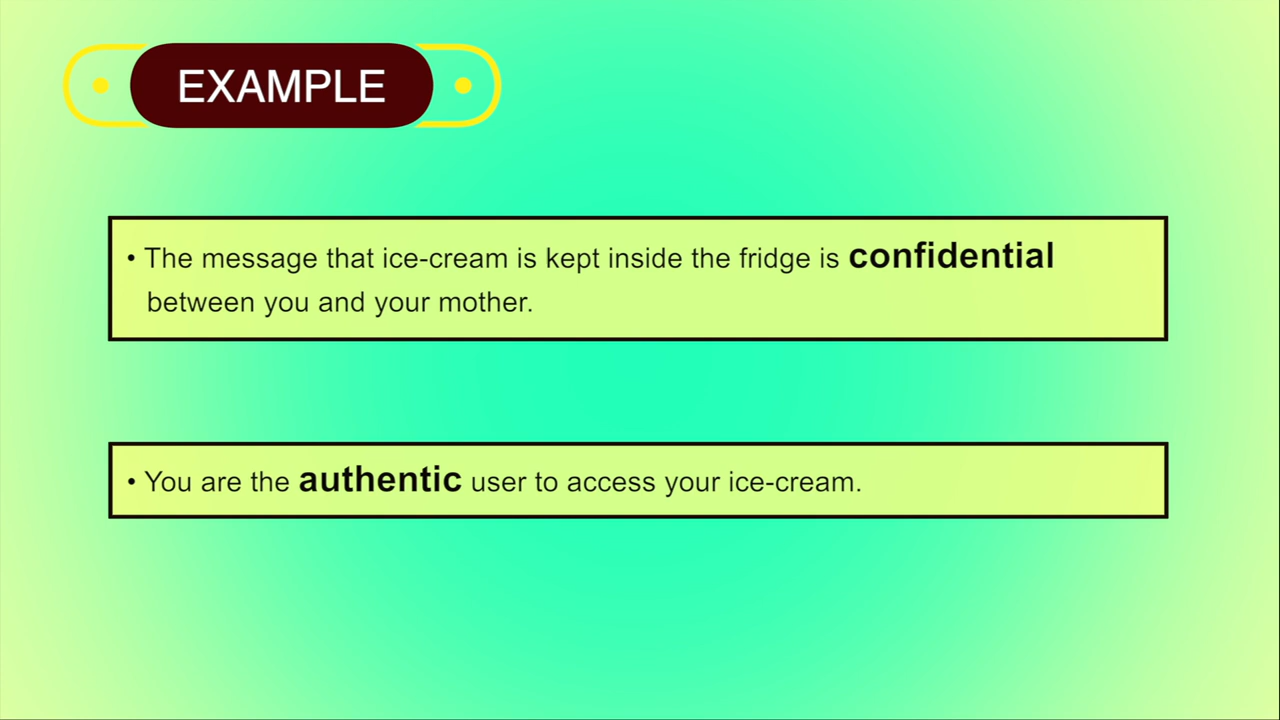 EXAMPLE
• The message that ice-cream is kept inside the fridge is confidential
between you and your mother.
• You are the authentic user to access your ice-cream.